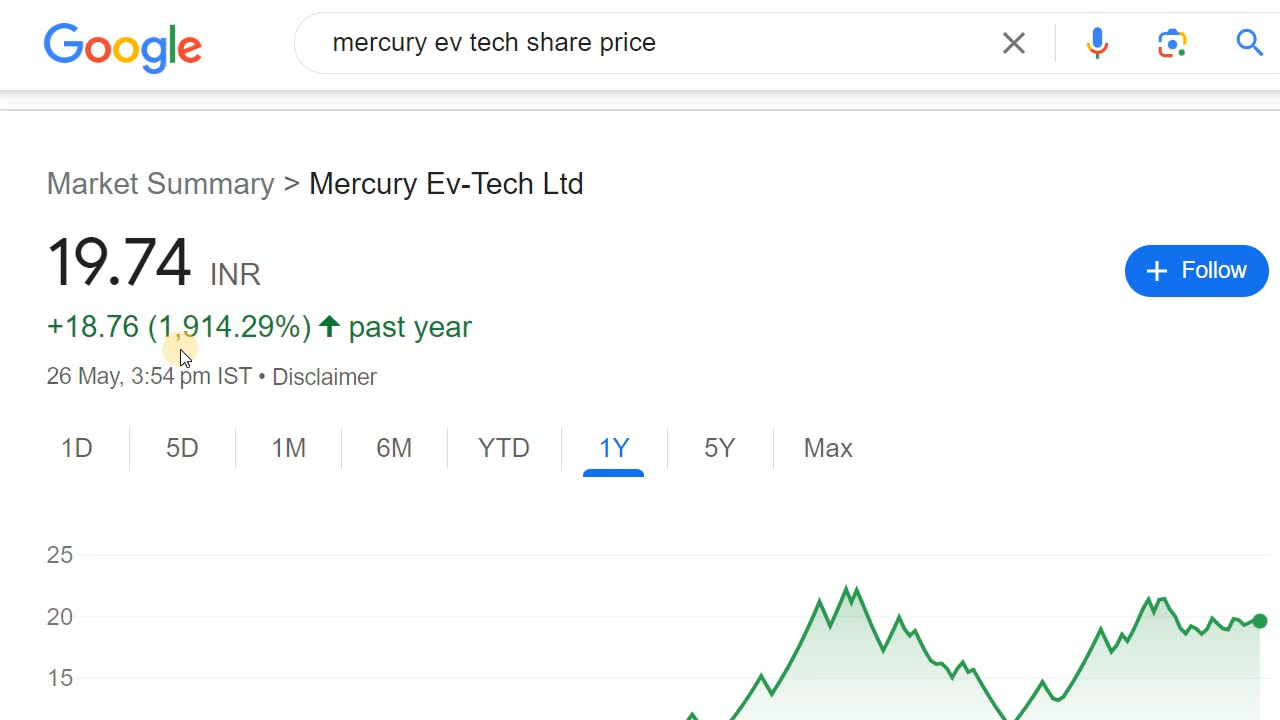 Google
mercury ev tech share price
Market Summary > Mercury Ev-Tech Ltd
19.74 INR
+ Follow
+18.76 (1,914.29%) ↑ past year
26 May, 3:54 pm IST • Disclaimer
1D 5D 1M 6M YTD 1Y 5Y Max
25
20
15